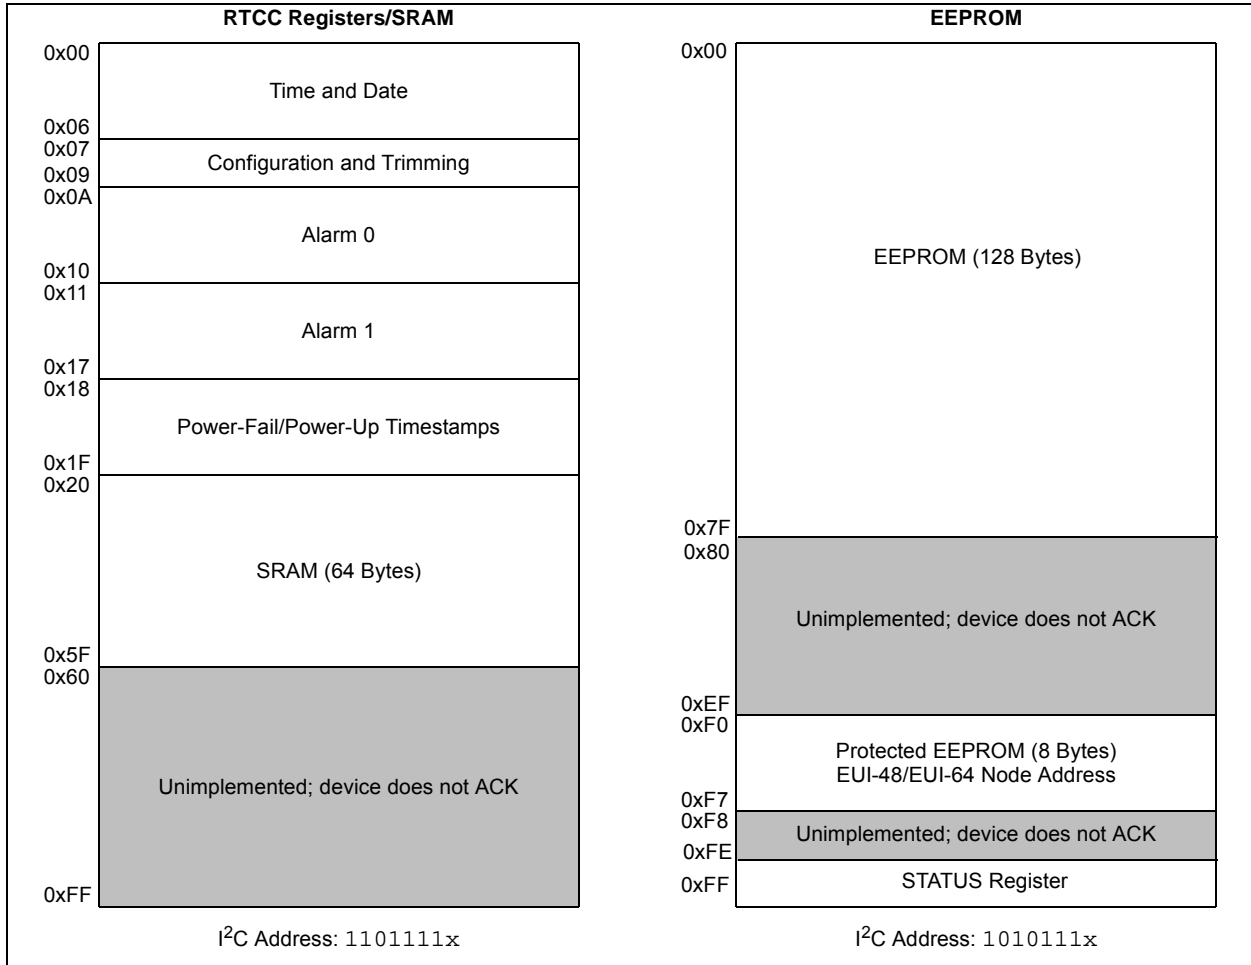 RTCC Registers/SRAM
0x00
Time and Date
0x06
0x07
Configuration and Trimming
0x09
0x0A
Alarm 0
0x10
0x11
Alarm 1
0x17
0x18
Power-Fail/Power-Up Timestamps
0x1F
0x20
SRAM (64 Bytes)
0x5F
0x60
Unimplemented; device does not ACK
0xFF
I2C Address: 1101111x
EEPROM
0x00
EEPROM (128 Bytes)
0x7F
0x80
Unimplemented; device does not ACK
0xEF
0xF0
Protected EEPROM (8 Bytes)
EUI-48/EUI-64 Node Address
0xF7
0xF8
Unimplemented; device does not ACK
0xFE
0xFF
STATUS Register
I2C Address: 1010111x